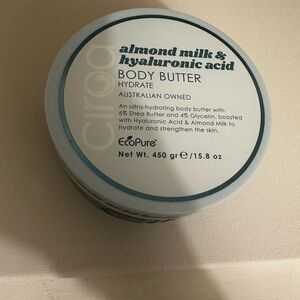 almond milk &
hyaluronic acid
BODY BUTTER
HYDRATE
AUSTRALIAN OWNED
An ultra-hydrating body butter with
6% Shea Butter and 4% Glycerin, boosted
with Hyaluronic Acid & Almond Milk to
hydrate and strengthen the skin.
EcoPure
Net Wt. 450 gr e/15.8 oz